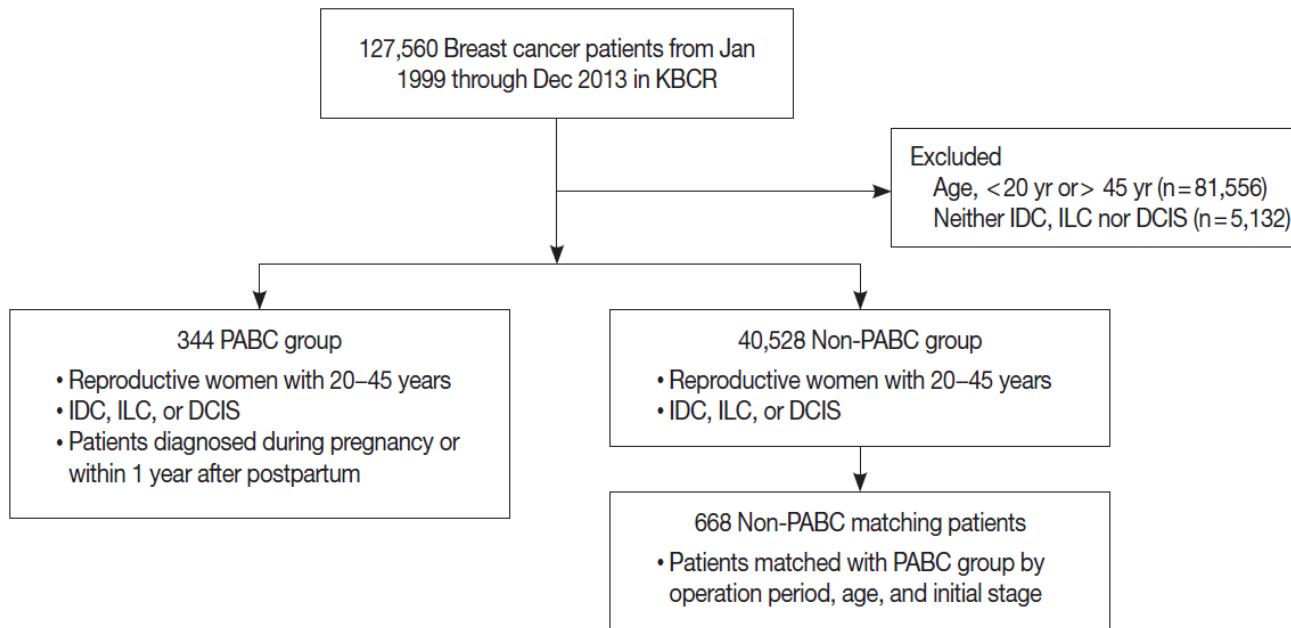 127,560 Breast cancer patients from Jan
1999 through Dec 2013 in KBCR
Excluded
Age, <20 yr or> 45 yr (n=81,556)
Neither IDC, ILC nor DCIS (n=5,132)
344 PABC group
• Reproductive women with 20–45 years
• IDC, ILC, or DCIS
• Patients diagnosed during pregnancy or
within 1 year after postpartum
40,528 Non-PABC group
• Reproductive women with 20–45 years
• IDC, ILC, or DCIS
668 Non-PABC matching patients
• Patients matched with PABC group by
operation period, age, and initial stage